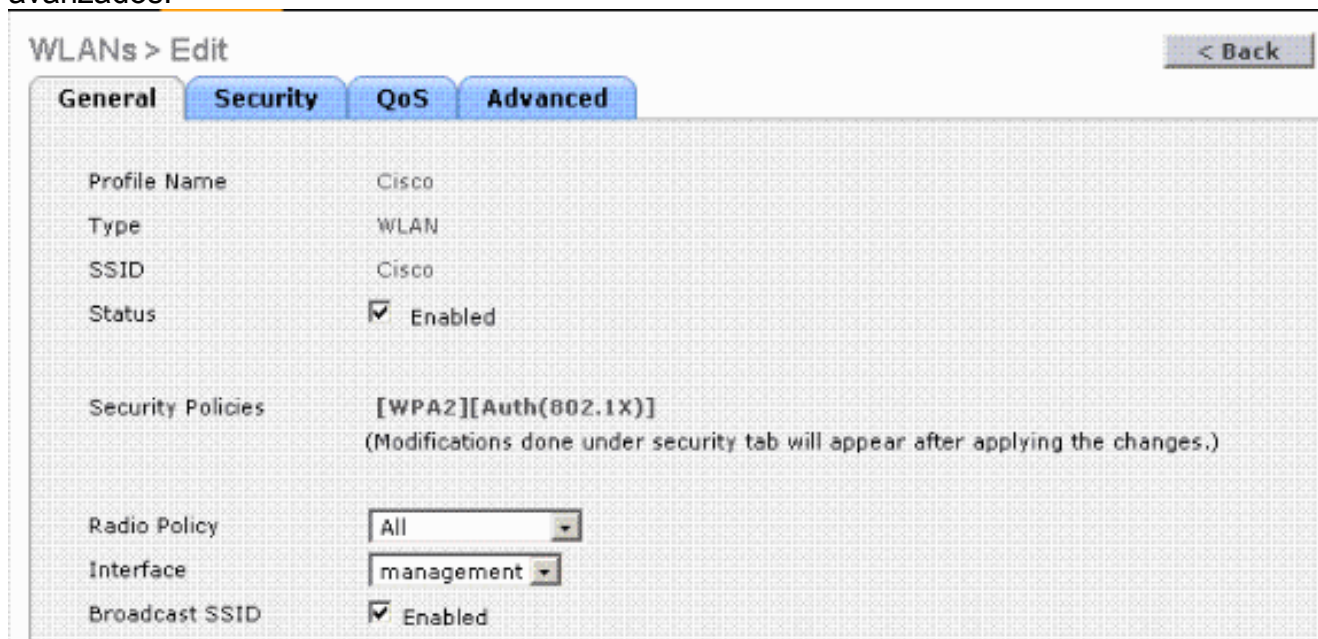 avanzados.
WLANs > Edit
< Back
General Security QoS Advanced
Profile Name Cisco
Type WLAN
SSID Cisco
Status Enabled
Security Policies [WPA2][Auth(802.1X)]
(Modifications done under security tab will appear after applying the changes.)
Radio Policy All
Interface management
Broadcast SSID Enabled